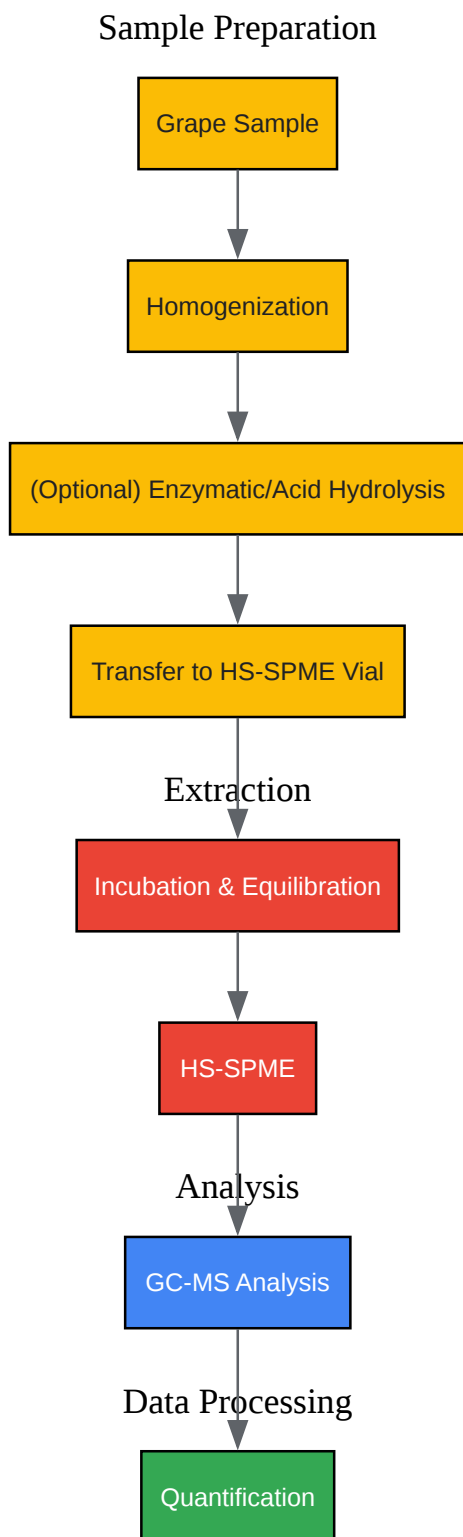 Sample Preparation
Grape Sample
Homogenization
(Optional) Enzymatic/Acid Hydrolysis
Transfer to HS-SPME Vial
Extraction
Incubation & Equilibration
HS-SPME
Analysis
GC-MS Analysis
Data Processing
Quantification